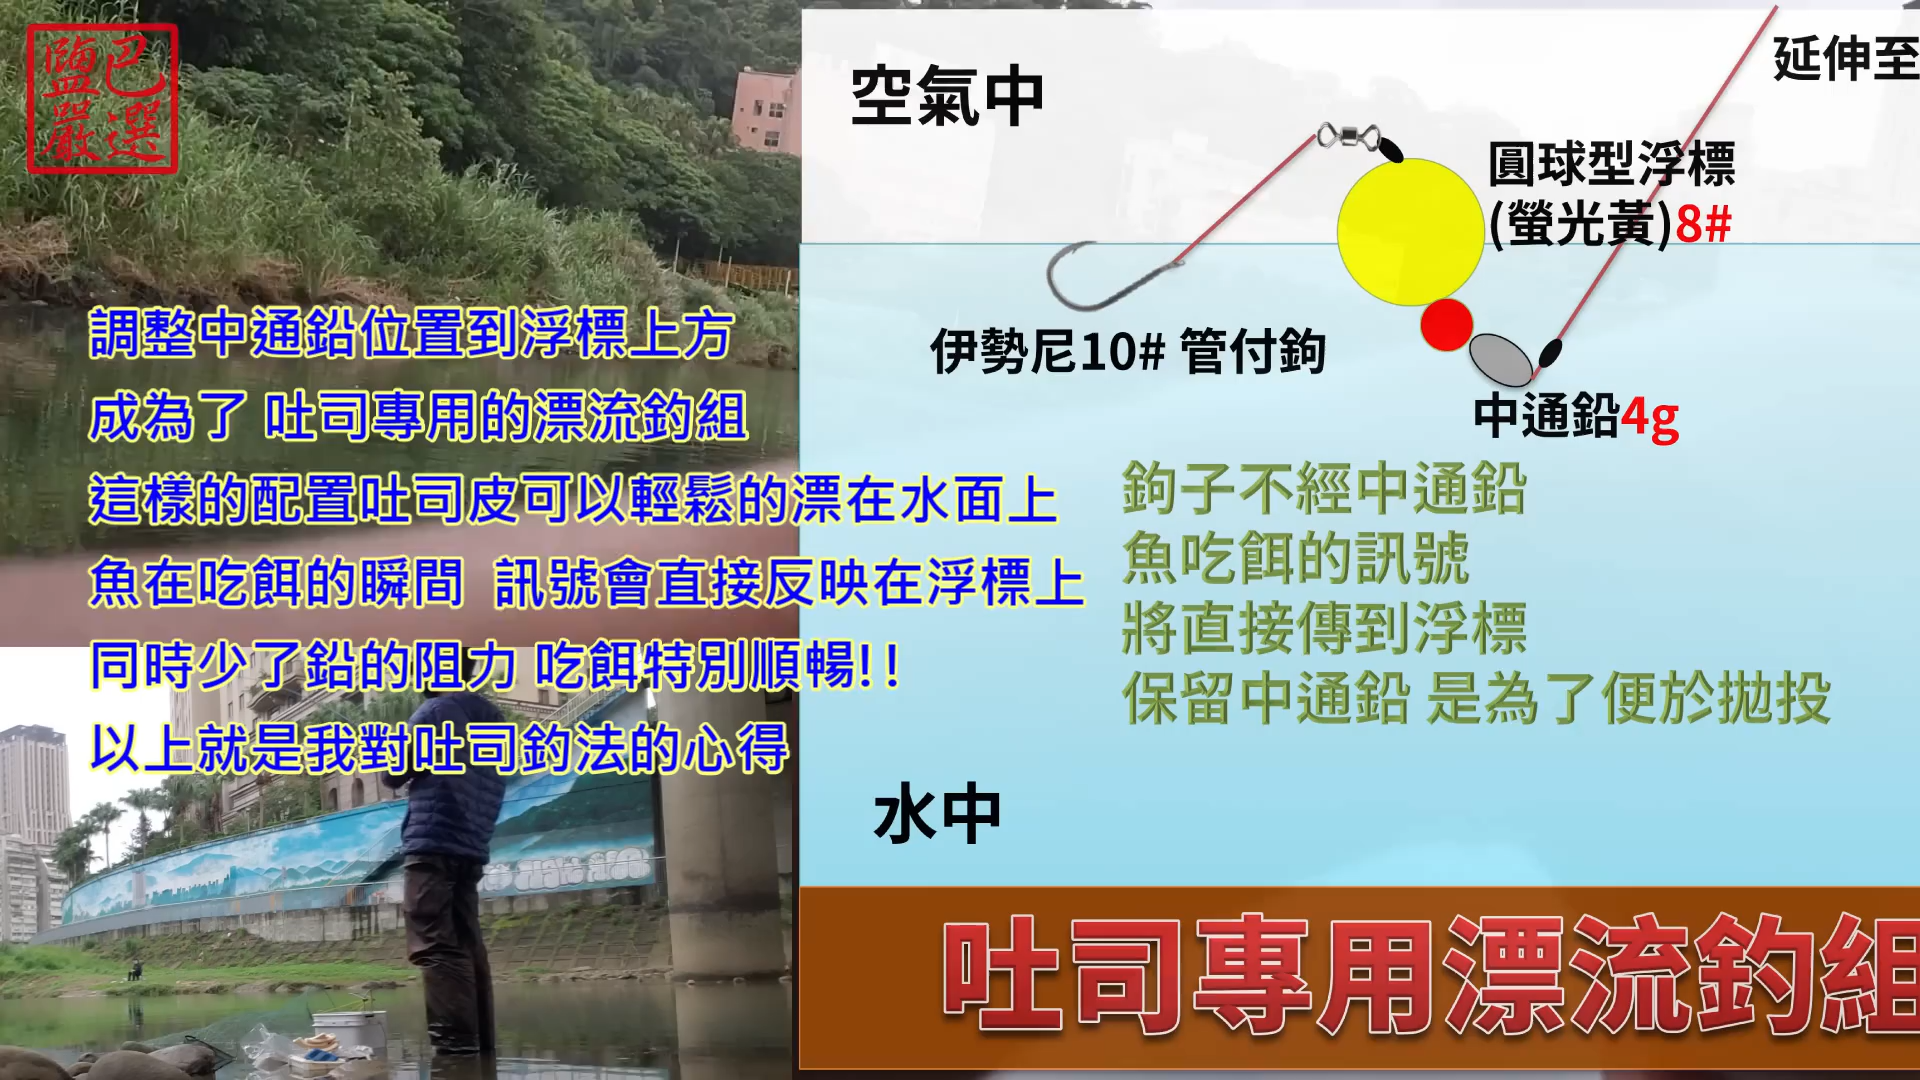 鹽巴
嚴選
空氣中
延伸至
圓球型浮標
(螢光黃)8#
伊勢尼10# 管付鉤
中通鉛4g
調整中通鉛位置到浮標上方
成為了 吐司專用的漂流釣組
這樣的配置吐司皮可以輕鬆的漂在水面上
魚在吃餌的瞬間 訊號會直接反映在浮標上
同時少了鉛的阻力 吃餌特別順暢!!
以上就是我對吐司釣法的心得
鉤子不經中通鉛
魚吃餌的訊號
將直接傳到浮標
保留中通鉛 是為了便於拋投
水中
吐司專用漂流釣組